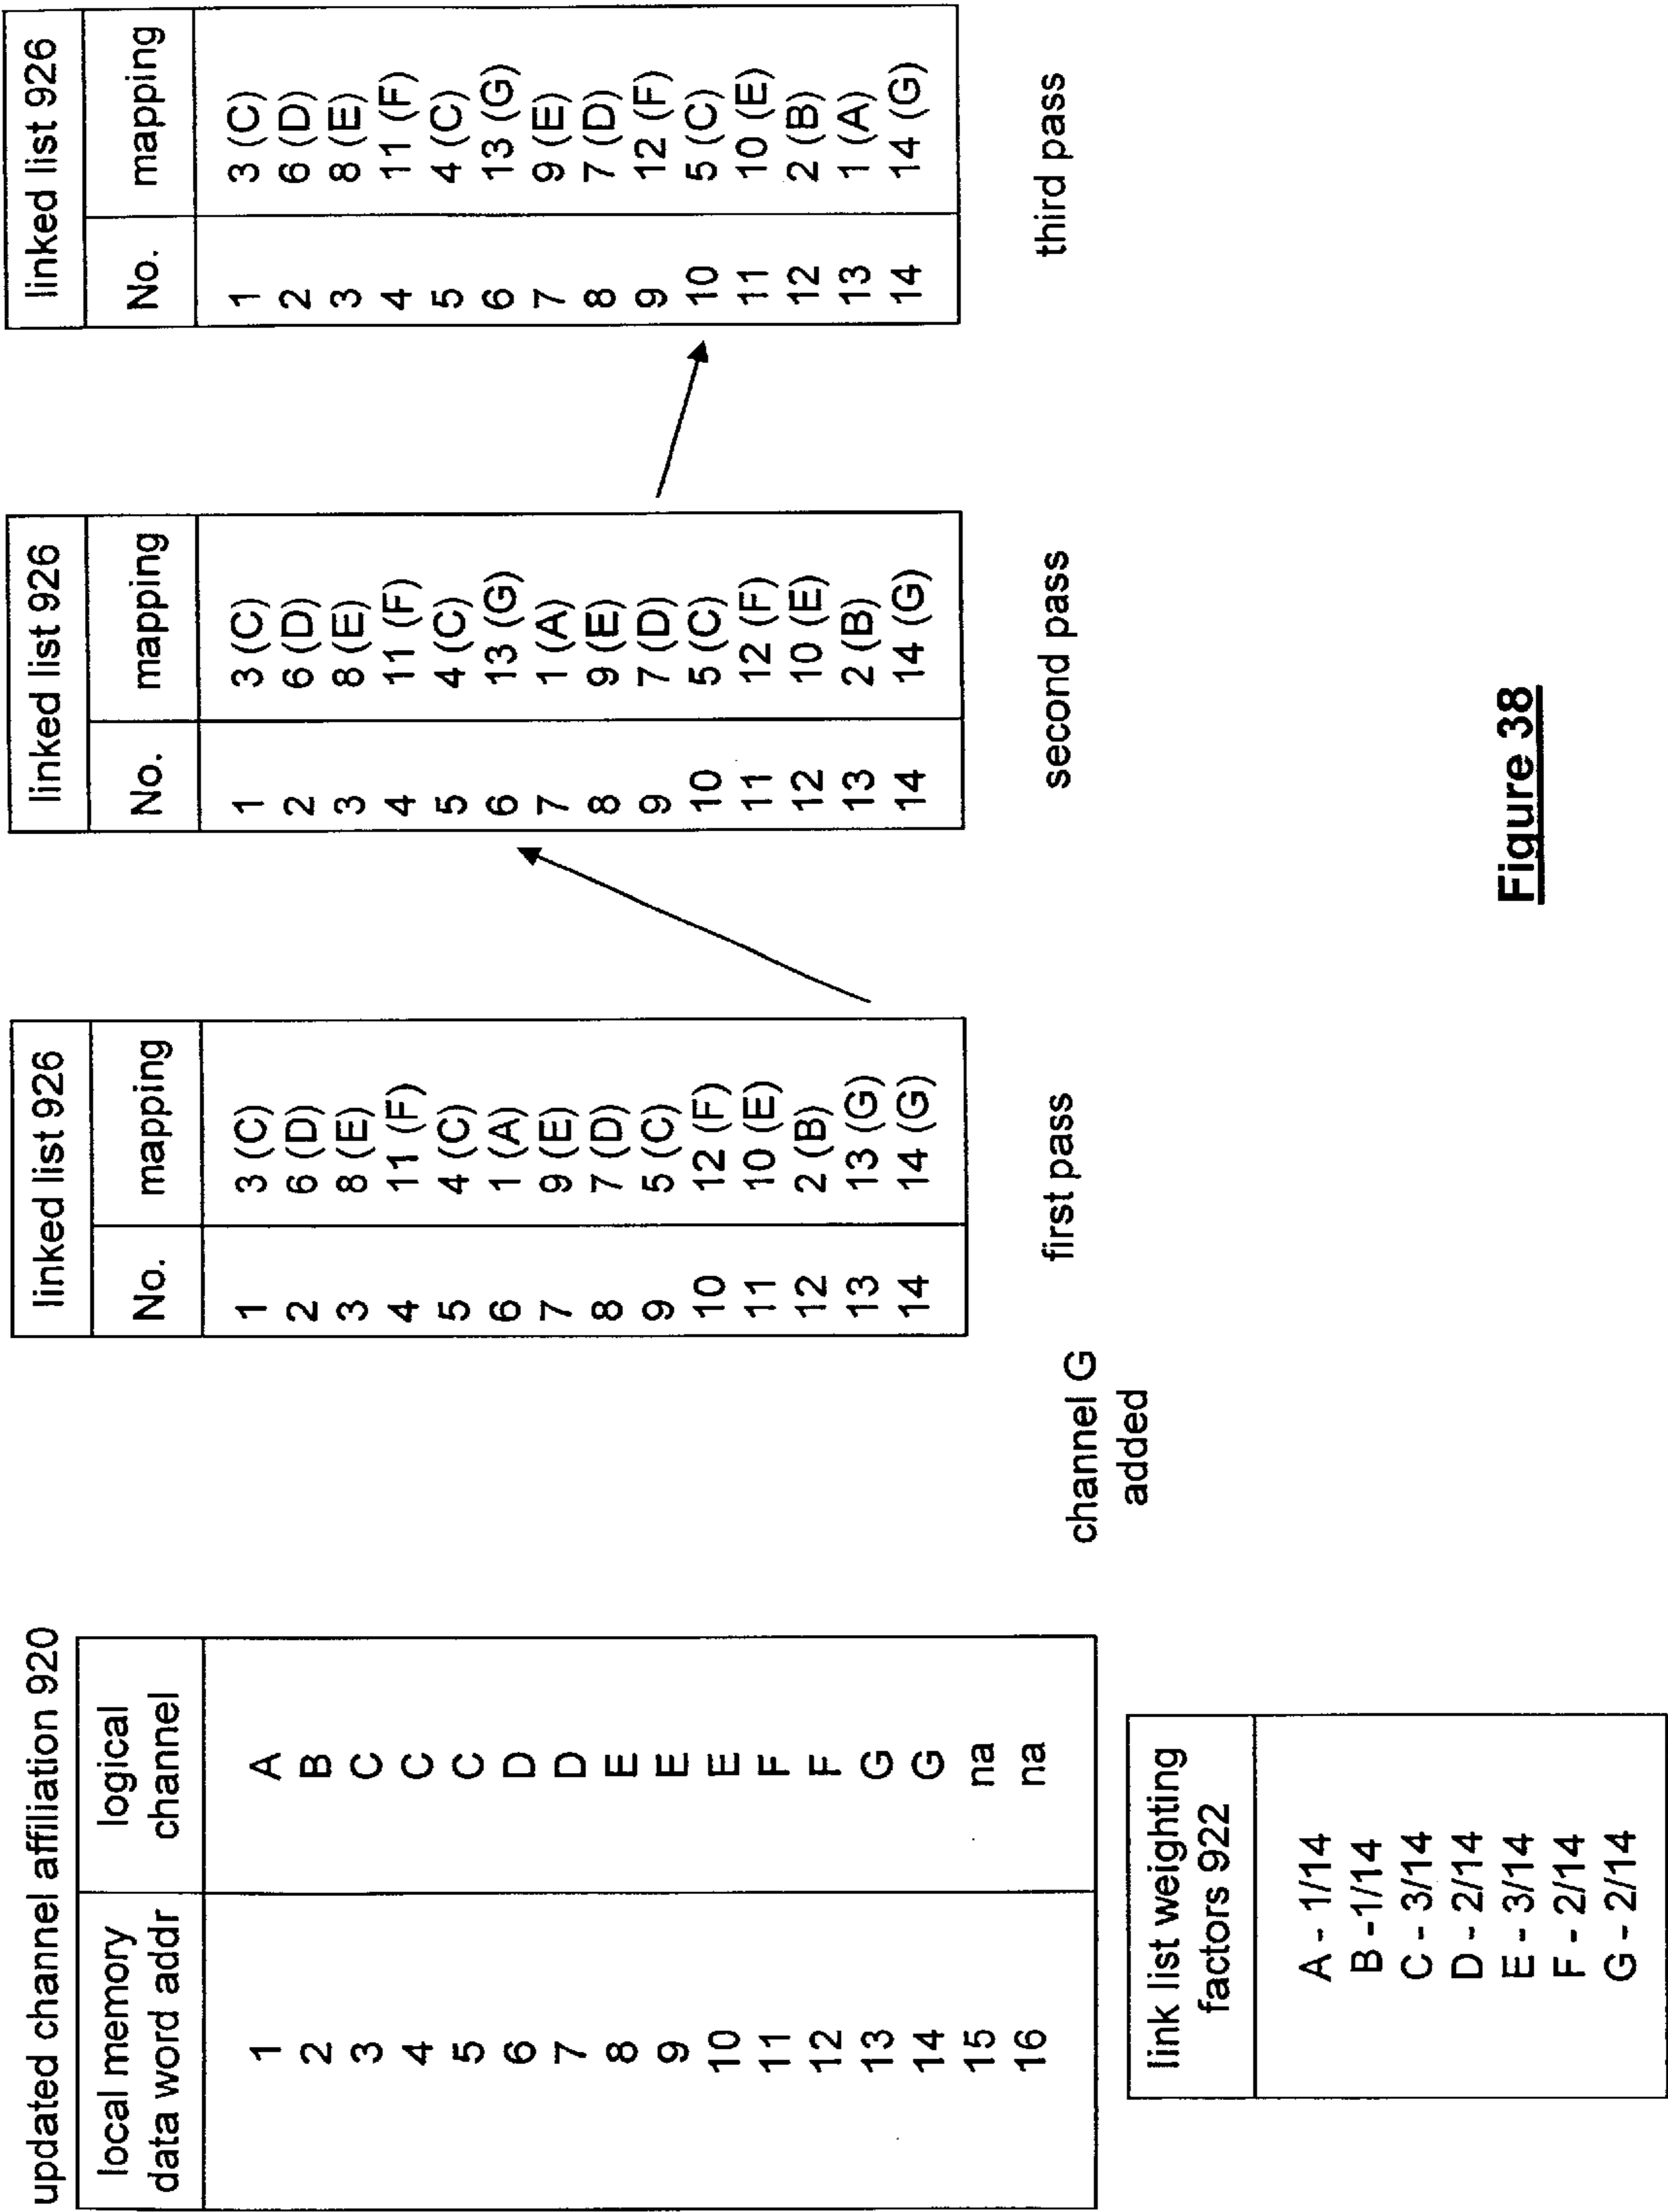 updated channel affiliation 920
local memory data word addr | logical channel
1 A
2 B
3 C
4 C
5 C
6 D
7 D
8 E
9 E
10 E
11 F
12 F
13 G
14 G
15 na
16 na
link list weighting
factors 922
A - 1/14
B -1/14
C - 3/14
D - 2/14
E - 3/14
F - 2/14
G - 2/14
channel G
added
linked list 926
No. mapping
1 3 (C)
2 6 (D)
3 8 (E)
4 11 (F)
5 4 (C)
6 1 (A)
7 9 (E)
8 7 (D)
9 5 (C)
10 12 (F)
11 10 (E)
12 2 (B)
13 13 (G)
14 14 (G)
first pass
linked list 926
No. mapping
1 3 (C)
2 6 (D)
3 8 (E)
4 11 (F)
5 4 (C)
6 13 (G)
7 1 (A)
8 9 (E)
9 7 (D)
10 5 (C)
11 12 (F)
12 10 (E)
13 2 (B)
14 14 (G)
second pass
linked list 926
No. mapping
1 3 (C)
2 6 (D)
3 8 (E)
4 11 (F)
5 4 (C)
6 13 (G)
7 9 (E)
8 7 (D)
9 12 (F)
10 5 (C)
11 10 (E)
12 2 (B)
13 1 (A)
14 14 (G)
third pass
Figure 38